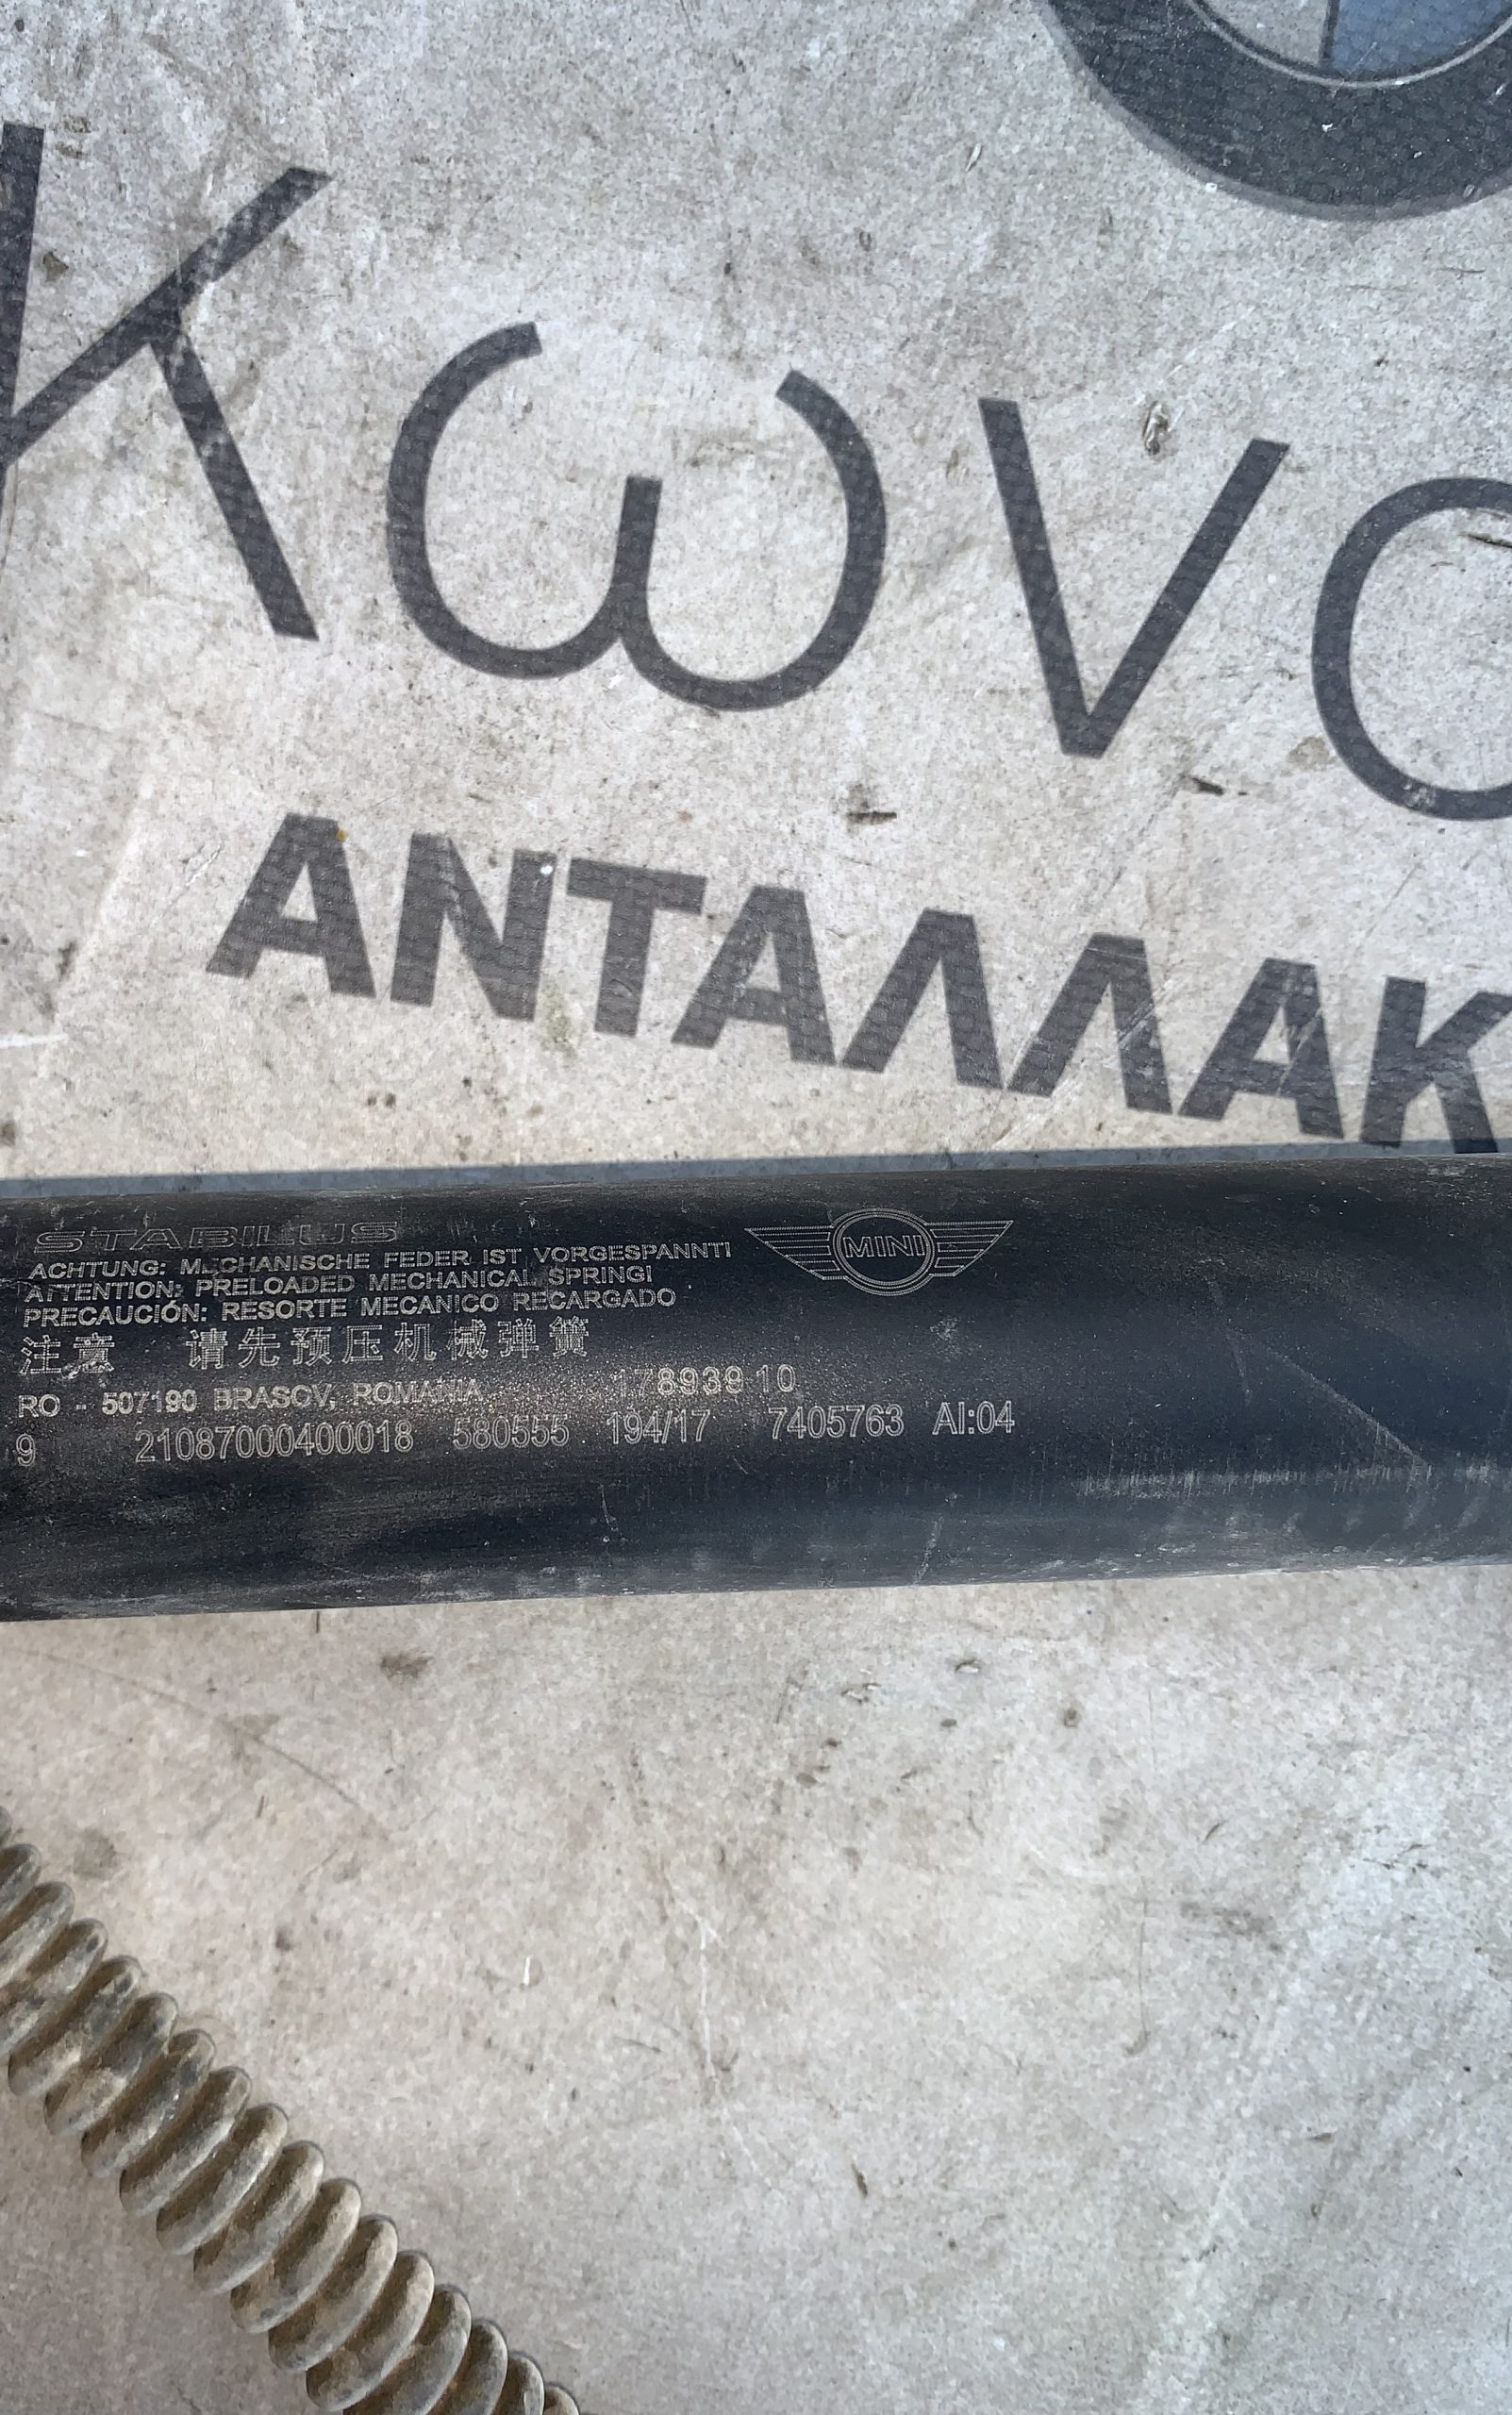 Κων
ΑΝΤΑΛΛΑΚ
STABILUS
ACHTUNG: MECHANISCHE FEDER IST VORGESPANNT!
ATTENTION: PRELOADED MECHANICAL SPRING!
PRECAUCIÓN: RESORTE MECANICO RECARGADO
MINI
注意 请先预压机械弹簧
RO - 507190 BRASOV, ROMANIA 178939 10
9 21087000400018 580555 194/17 7405763 AI:04